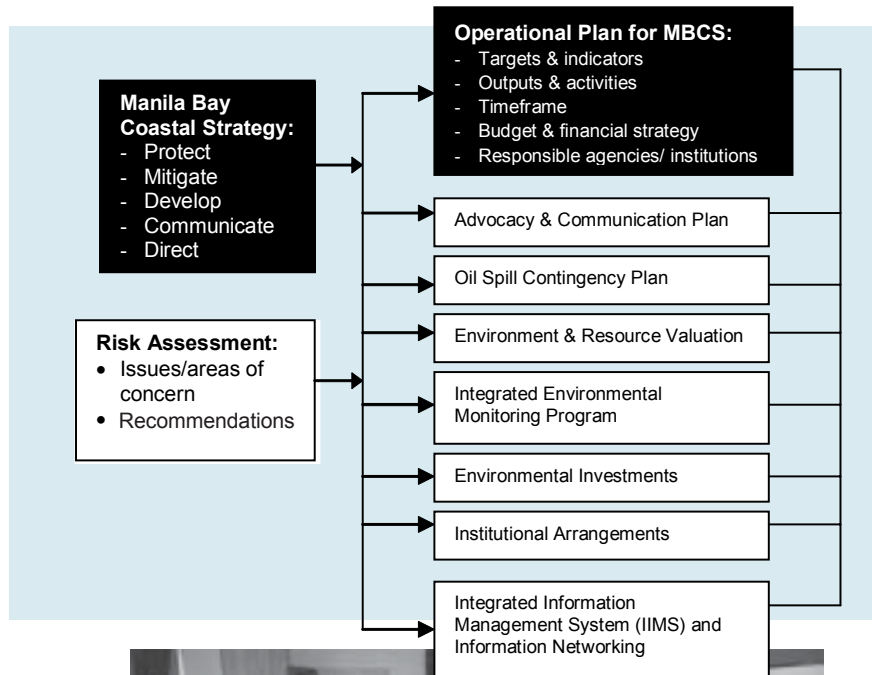 Manila Bay
Coastal Strategy:
- Protect
- Mitigate
- Develop
- Communicate
- Direct
Risk Assessment:
• Issues/areas of
concern
• Recommendations
Operational Plan for MBCS:
- Targets & indicators
- Outputs & activities
- Timeframe
- Budget & financial strategy
- Responsible agencies/ institutions
Advocacy & Communication Plan
Oil Spill Contingency Plan
Environment & Resource Valuation
Integrated Environmental
Monitoring Program
Environmental Investments
Institutional Arrangements
Integrated Information
Management System (IIMS) and
Information Networking